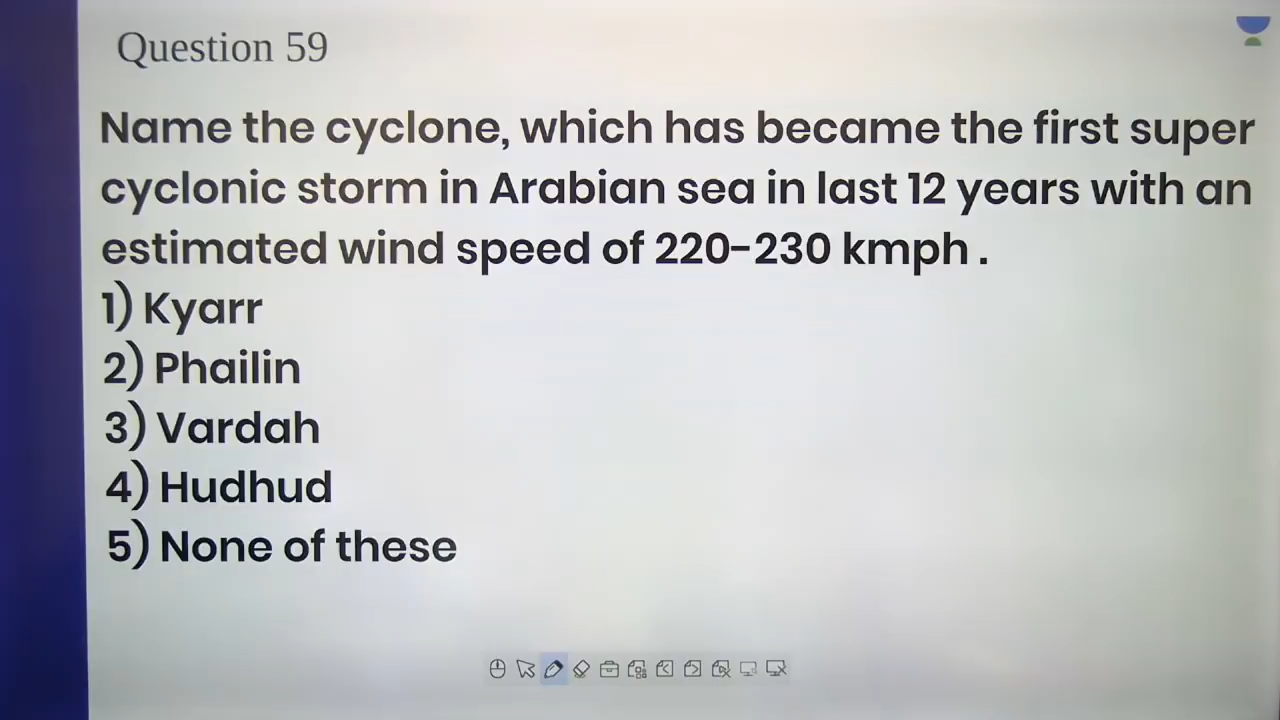 Question 59
Name the cyclone, which has became the first super
cyclonic storm in Arabian sea in last 12 years with an
estimated wind speed of 220-230 kmph .
1) Kyarr
2) Phailin
3) Vardah
4) Hudhud
5) None of these